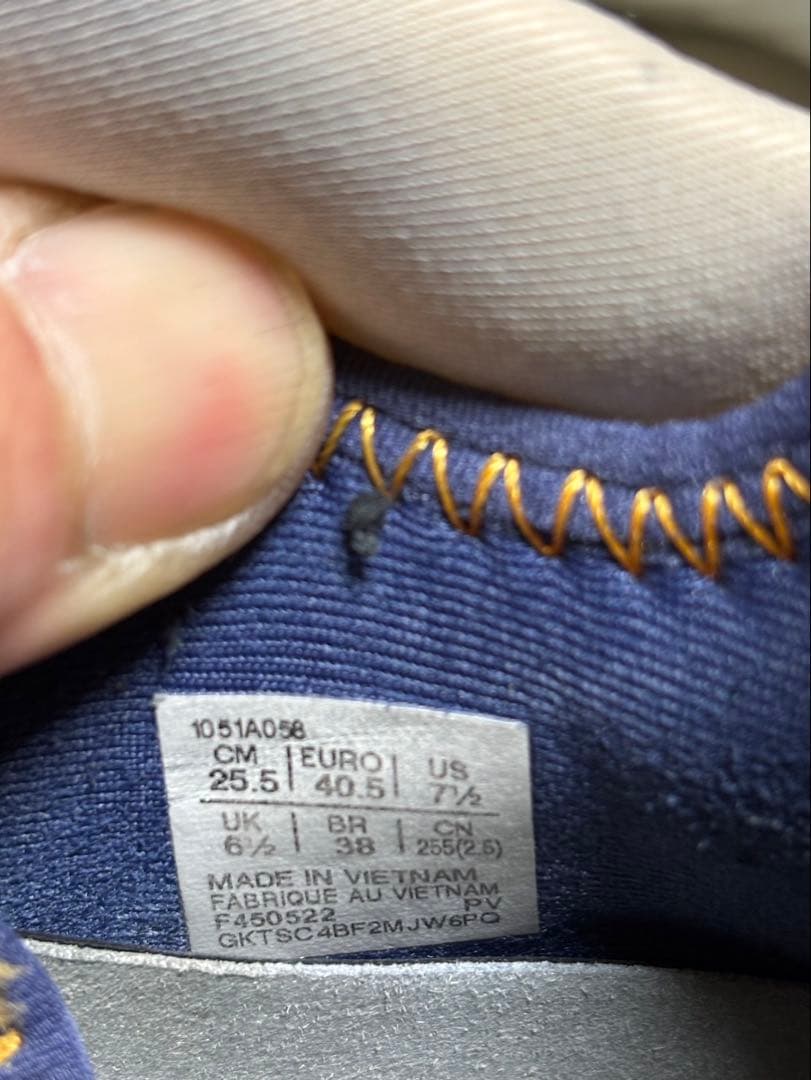 1051A058
CM | EURO | US
25.5 | 40.5 | 7½
UK | BR | CN
6½ | 38 | 255(2.5)
MADE IN VIETNAM
FABRIQUE AU VIETNAM
F450522 PV
GKTSC4BF2MJW6PQ